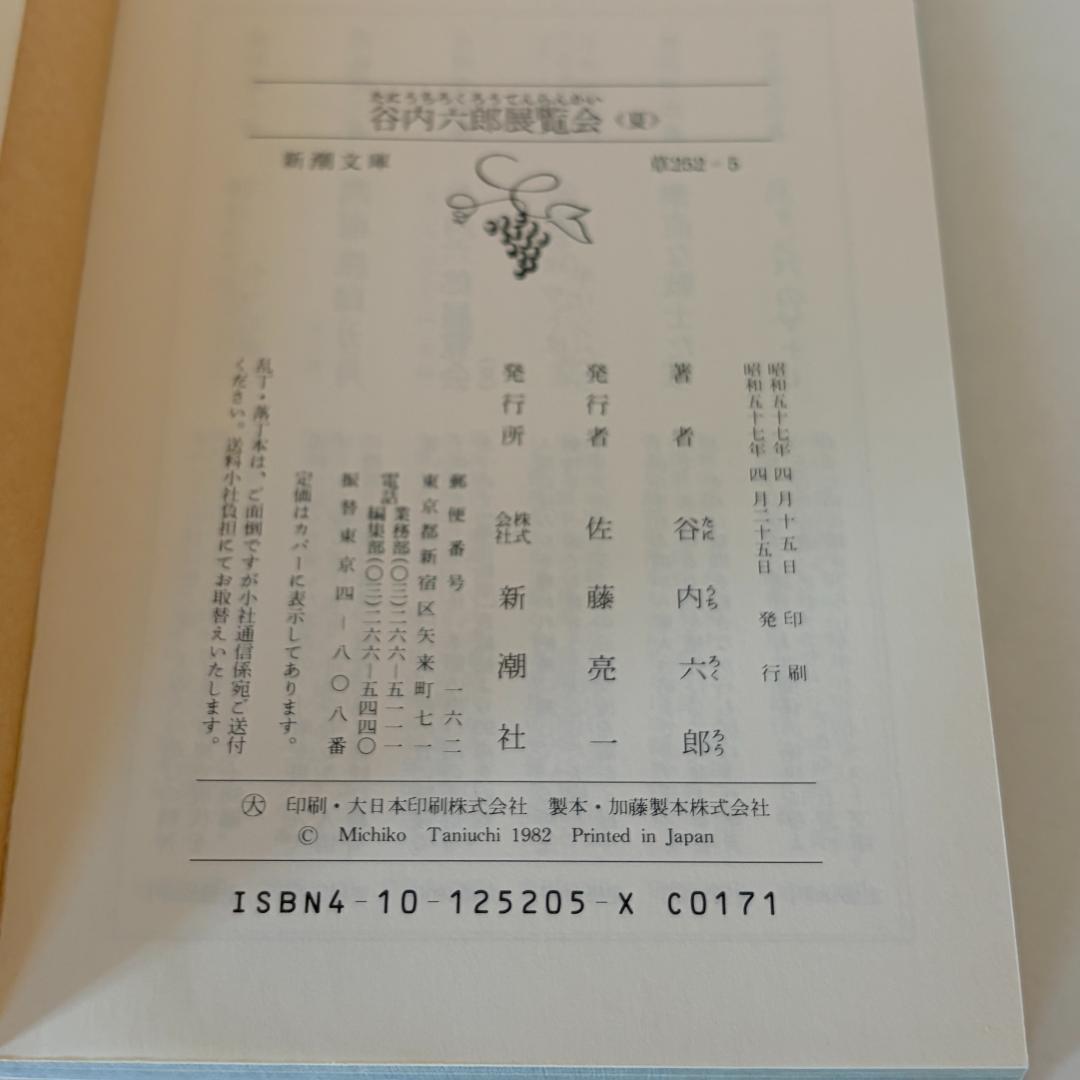 たにうちろくろうてんらんかい
谷内六郎展覧会《夏》
新潮文庫 草252-5
昭和五十七年四月十五日 印刷
昭和五十七年四月二十五日 発行
著者 谷内六郎
たにうちろくろう
発行者 佐藤亮一
発行所 株式会社 新潮社
郵便番号 一六二
東京都新宿区矢来町七一
電話 業務部(〇三)二六六―五一一一
編集部(〇三)二六六―五四四〇
振替東京四―八〇八番
定価はカバーに表示してあります。
乱丁・落丁本は、ご面倒ですが小社通信係宛ご送付
ください。送料小社負担にてお取替えいたします。
大 印刷・大日本印刷株式会社 製本・加藤製本株式会社
© Michiko Taniuchi 1982 Printed in Japan
ISBN4-10-125205-X C0171